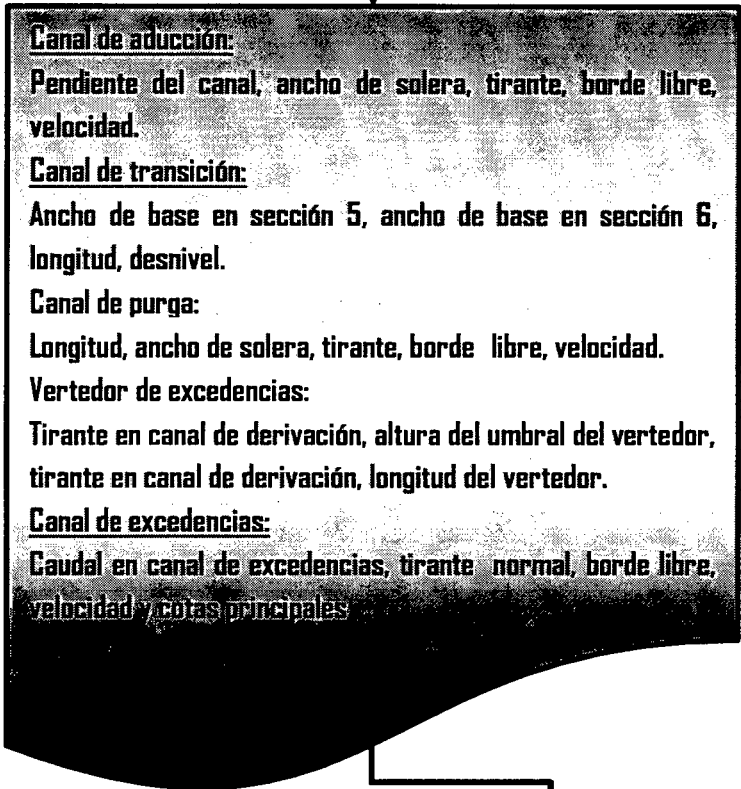 Canal de aducción:
Pendiente del canal, ancho de solera, tirante, borde libre,
velocidad.
Canal de transición:
Ancho de base en sección 5, ancho de base en sección 6,
longitud, desnivel.
Canal de purga:
Longitud, ancho de solera, tirante, borde libre, velocidad.
Vertedor de excedencias:
Tirante en canal de derivación, altura del umbral del vertedor,
tirante en canal de derivación, longitud del vertedor.
Canal de excedencias:
Caudal en canal de excedencias, tirante normal, borde libre,
velocidad y cotas principales